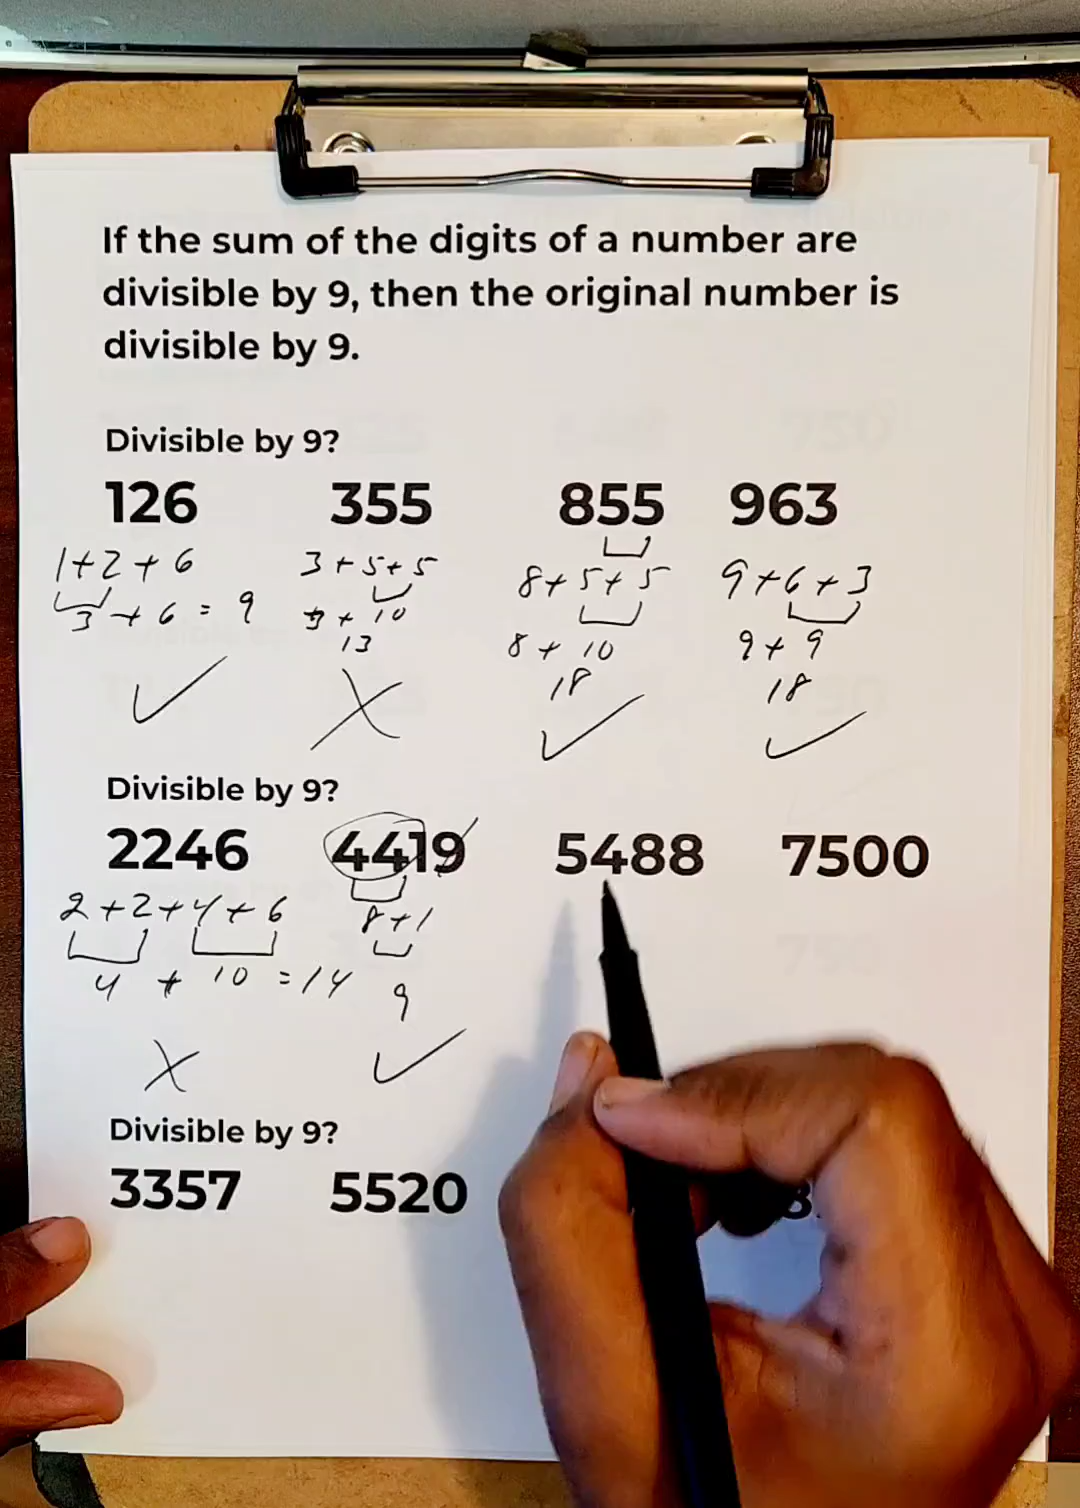 If the sum of the digits of a number are
divisible by 9, then the original number is
divisible by 9.
Divisible by 9?
126 355 855 963
1+2+6 3+5+5 8+5+5 9+6+3
3+6=9 3+10 8+10 9+9
13 18 18
Divisible by 9?
2246 4419 5488 7500
2+2+4+6 8+1
4+10=14 9
Divisible by 9?
3357 5520